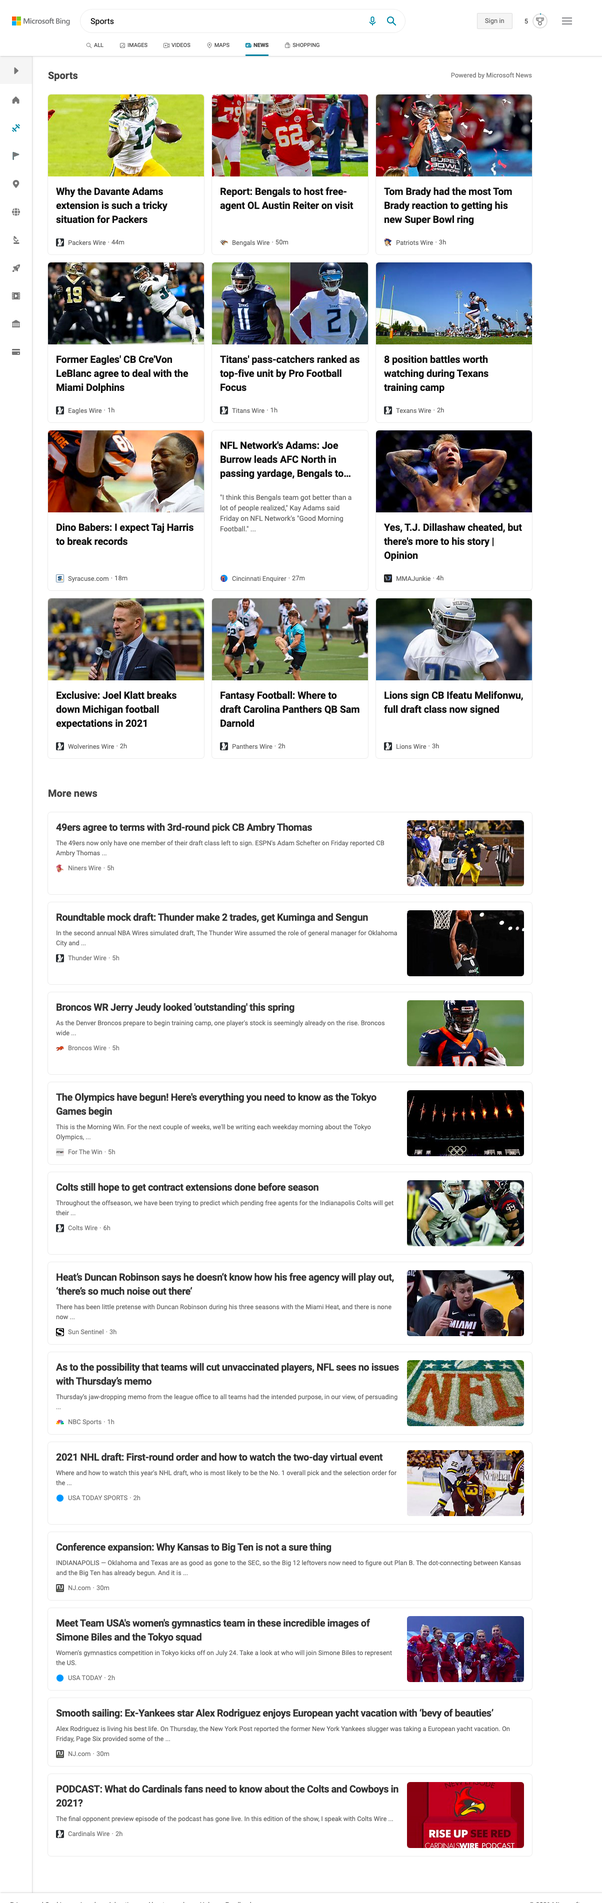 Microsoft Bing
Sports
Sign in
5
ALL
IMAGES
VIDEOS
MAPS
NEWS
SHOPPING
Sports
Powered by Microsoft News
Why the Davante Adams
extension is such a tricky
situation for Packers
Packers Wire · 44m
Report: Bengals to host free-
agent OL Austin Reiter on visit
Bengals Wire · 50m
Tom Brady had the most Tom
Brady reaction to getting his
new Super Bowl ring
Patriots Wire · 3h
Former Eagles' CB Cre'Von
LeBlanc agree to deal with the
Miami Dolphins
Eagles Wire · 1h
Titans' pass-catchers ranked as
top-five unit by Pro Football
Focus
Titans Wire · 1h
8 position battles worth
watching during Texans
training camp
Texans Wire · 2h
Dino Babers: I expect Taj Harris
to break records
Syracuse.com · 18m
NFL Network's Adams: Joe
Burrow leads AFC North in
passing yardage, Bengals to...
"I think this Bengals team got better than a
lot of people realized," Kay Adams said
Friday on NFL Network's "Good Morning
Football." ...
Cincinnati Enquirer · 27m
Yes, T.J. Dillashaw cheated, but
there's more to his story |
Opinion
MMAJunkie · 4h
Exclusive: Joel Klatt breaks
down Michigan football
expectations in 2021
Wolverines Wire · 2h
Fantasy Football: Where to
draft Carolina Panthers QB Sam
Darnold
Panthers Wire · 2h
Lions sign CB Ifeatu Melifonwu,
full draft class now signed
Lions Wire · 3h
More news
49ers agree to terms with 3rd-round pick CB Ambry Thomas
The 49ers now only have one member of their draft class left to sign. ESPN's Adam Schefter on Friday reported CB
Ambry Thomas ...
Niners Wire · 5h
Roundtable mock draft: Thunder make 2 trades, get Kuminga and Sengun
In the second annual NBA Wires simulated draft, The Thunder Wire assumed the role of general manager for Oklahoma
City and ...
Thunder Wire · 5h
Broncos WR Jerry Jeudy looked 'outstanding' this spring
As the Denver Broncos prepare to begin training camp, one player's stock is seemingly already on the rise. Broncos
wide ...
Broncos Wire · 5h
The Olympics have begun! Here's everything you need to know as the Tokyo
Games begin
This is the Morning Win. For the next couple of weeks, we'll be writing each weekday morning about the Tokyo
Olympics, ...
For The Win · 5h
Colts still hope to get contract extensions done before season
Throughout the offseason, we have been trying to predict which pending free agents for the Indianapolis Colts will get
their ...
Colts Wire · 6h
Heat's Duncan Robinson says he doesn't know how his free agency will play out,
'there's so much noise out there'
There has been little pretense with Duncan Robinson during his three seasons with the Miami Heat, and there is none
now ...
Sun Sentinel · 3h
As to the possibility that teams will cut unvaccinated players, NFL sees no issues
with Thursday's memo
Thursday's jaw-dropping memo from the league office to all teams had the intended purpose, in our view, of persuading
...
NBC Sports · 1h
2021 NHL draft: First-round order and how to watch the two-day virtual event
Where and how to watch this year's NHL draft, who is most likely to be the No. 1 overall pick and the selection order for
the ...
USA TODAY SPORTS · 2h
Conference expansion: Why Kansas to Big Ten is not a sure thing
INDIANAPOLIS — Oklahoma and Texas are as good as gone to the SEC, so the Big 12 leftovers now need to figure out Plan B. The dot-connecting between Kansas
and the Big Ten has already begun. And it is ...
NJ.com · 30m
Meet Team USA's women's gymnastics team in these incredible images of
Simone Biles and the Tokyo squad
Women's gymnastics competition in Tokyo kicks off on July 24. Take a look at who will join Simone Biles to represent
the US.
USA TODAY · 2h
Smooth sailing: Ex-Yankees star Alex Rodriguez enjoys European yacht vacation with 'bevy of beauties'
Alex Rodriguez is living his best life. On Thursday, the New York Post reported the former New York Yankees slugger was taking a European yacht vacation. On
Friday, Page Six provided some of the ...
NJ.com · 30m
PODCAST: What do Cardinals fans need to know about the Colts and Cowboys in
2021?
The final opponent preview episode of the podcast has gone live. In this edition of the show, I speak with Colts Wire ...
Cardinals Wire · 2h
RISE UP SEE RED
CARDINALSWIRE PODCAST